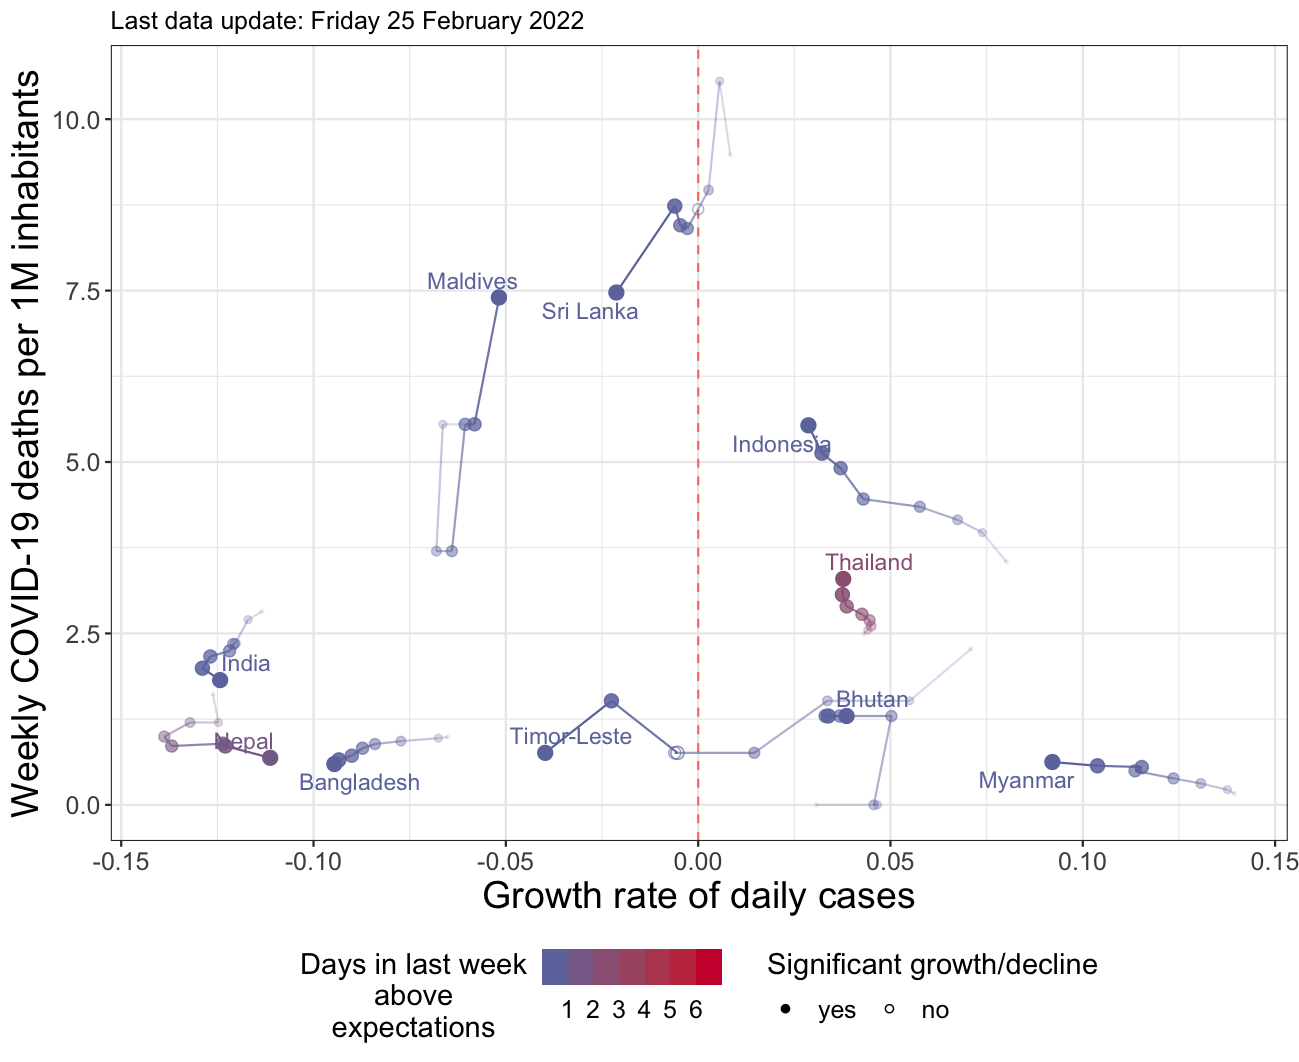 Last data update: Friday 25 February 2022
Weekly COVID-19 deaths per 1M inhabitants
10.0
7.5
5.0
2.5
0.0
Maldives
Sri Lanka
Indonesia
Thailand
India
Bhutan
Nepal
Timor-Leste
Bangladesh
Myanmar
-0.15 -0.10 -0.05 0.00 0.05 0.10 0.15
Growth rate of daily cases
Days in last week
above
expectations
1 2 3 4 5 6
Significant growth/decline
yes no